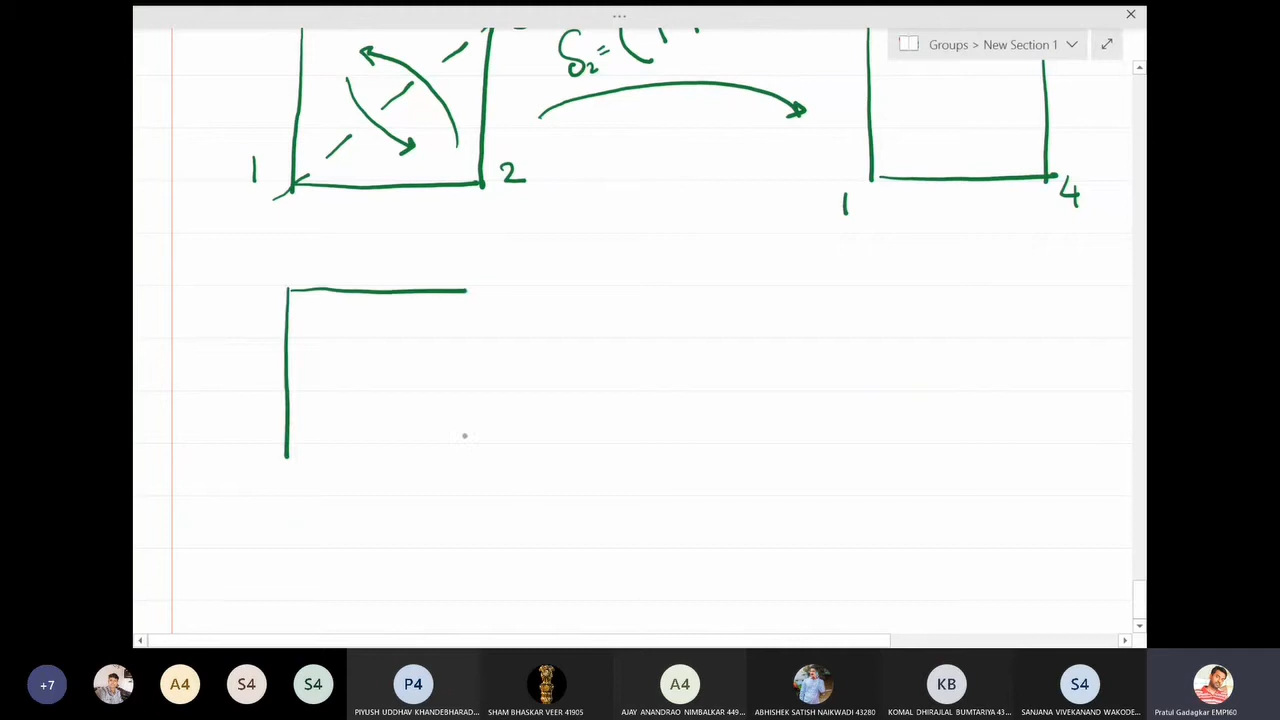 Groups > New Section 1
δ₂ = (
1
2
1
4
+7
A4
S4
S4
P4
A4
KB
S4
PIYUSH UDDHAV KHANDEBHARAD...
SHAM BHASKAR VEER 41905
AJAY ANANDRAO NIMBALKAR 449...
ABHISHEK SATISH NAIKWADI 43280
KOMAL DHIRAJLAL BUMTARIYA 43...
SANJANA VIVEKANAND WAKODE...
Pratul Gadagkar EMP160